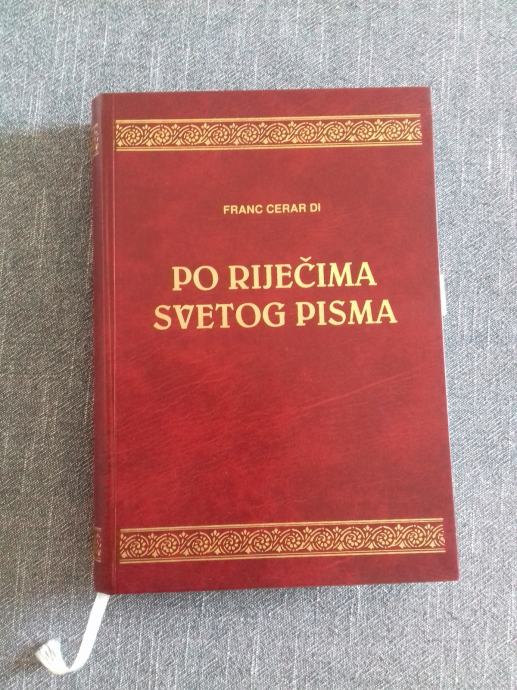 FRANC CERAR DI
PO RIJEČIMA
SVETOG PISMA